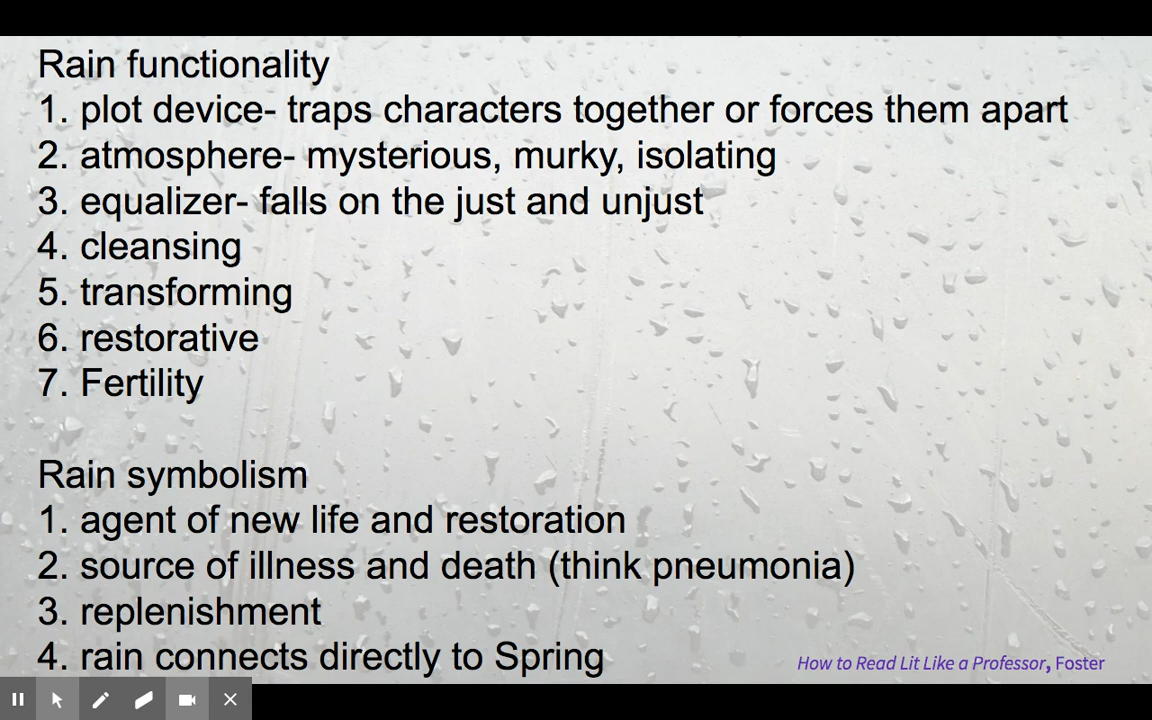 Rain functionality
1. plot device- traps characters together or forces them apart
2. atmosphere- mysterious, murky, isolating
3. equalizer- falls on the just and unjust
4. cleansing
5. transforming
6. restorative
7. Fertility
Rain symbolism
1. agent of new life and restoration
2. source of illness and death (think pneumonia)
3. replenishment
4. rain connects directly to Spring
How to Read Lit Like a Professor, Foster